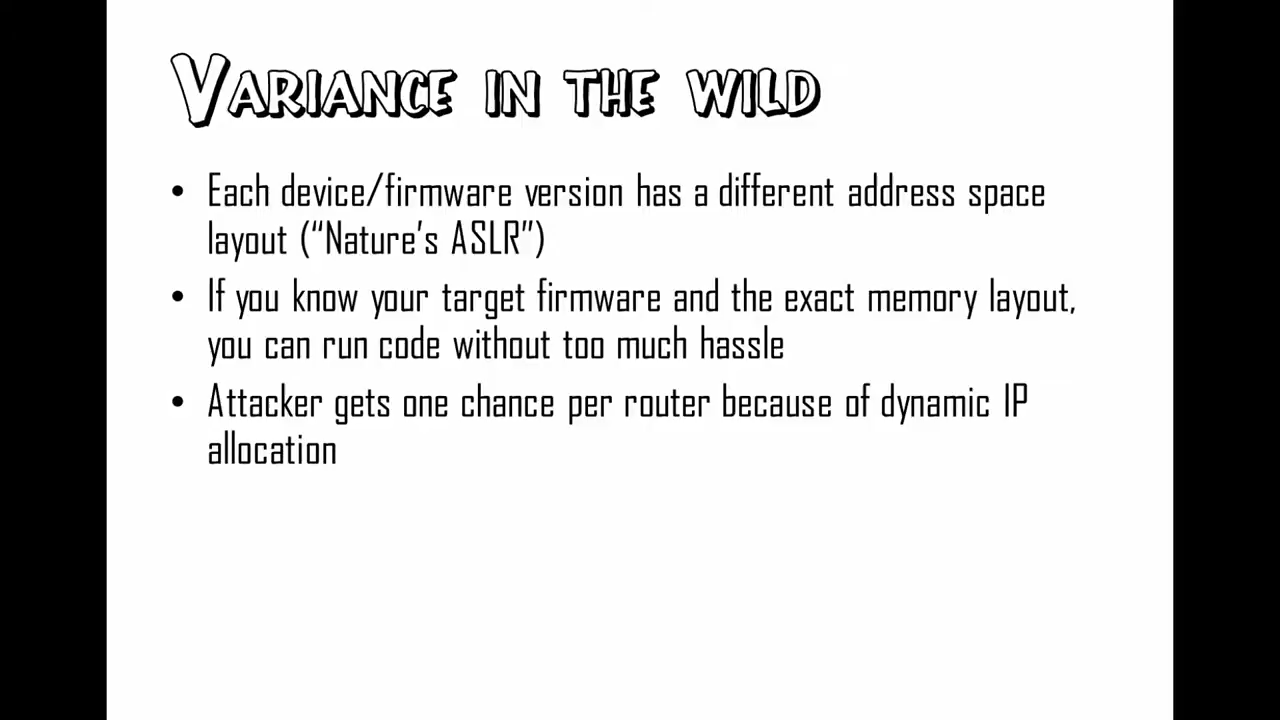 VARIANCE IN THE WILD
• Each device/firmware version has a different address space
layout (“Nature’s ASLR”)
• If you know your target firmware and the exact memory layout,
you can run code without too much hassle
• Attacker gets one chance per router because of dynamic IP
allocation